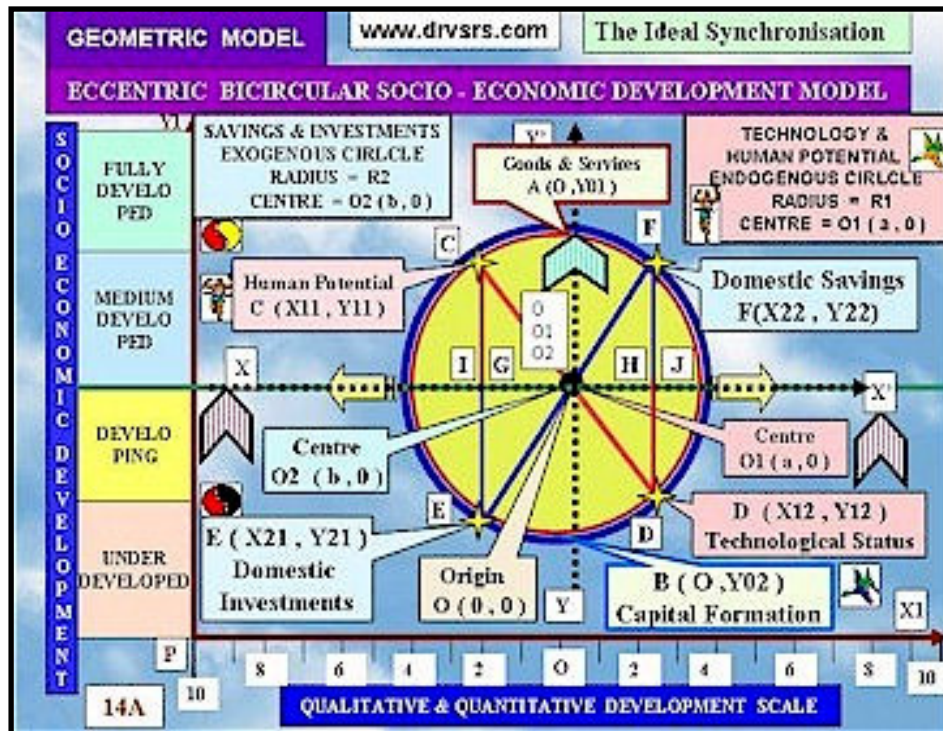 GEOMETRIC MODEL
www.drvsrs.com
The Ideal Synchronisation
ECCENTRIC BICIRCULAR SOCIO - ECONOMIC DEVELOPMENT MODEL
SOCIO ECONOMIC DEVELOPMENT
Y1
FULLY
DEVELO
PED
MEDIUM
DEVELO
PED
DEVELO
PING
UNDER
DEVELOPED
SAVINGS & INVESTMENTS
EXOGENOUS CIRLCLE
RADIUS = R2
CENTRE = O2 (b, 0)
Y'
Goods & Services
A (O, Y01)
TECHNOLOGY &
HUMAN POTENTIAL
ENDOGENOUS CIRLCLE
RADIUS = R1
CENTRE = O1 (a, 0)
C
F
Human Potential
C (X11, Y11)
Domestic Savings
F(X22, Y22)
O
O1
O2
X
I
G
H
J
X'
Centre
O2 (b, 0)
Centre
O1 (a, 0)
E
D
E ( X21, Y21)
Domestic
Investments
Origin
O (0, 0)
Y
D (X12, Y12)
Technological Status
B( O ,Y02)
Capital Formation
X1
P
10
8
6
4
2
O
2
4
6
8
10
14A
QUALITATIVE & QUANTITATIVE DEVELOPMENT SCALE